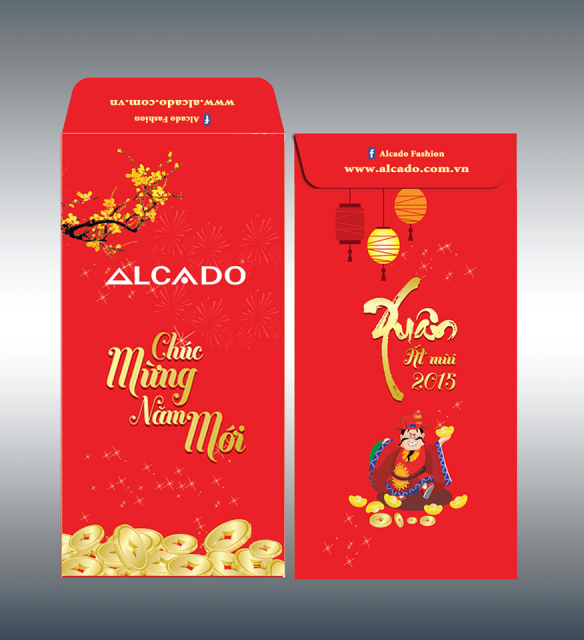 www.alcado.com.vn
f Alcado Fashion
ALCADO
Chúc
Mừng
Năm
Mới
f Alcado Fashion
www.alcado.com.vn
Xuân
Ất mùi
2015